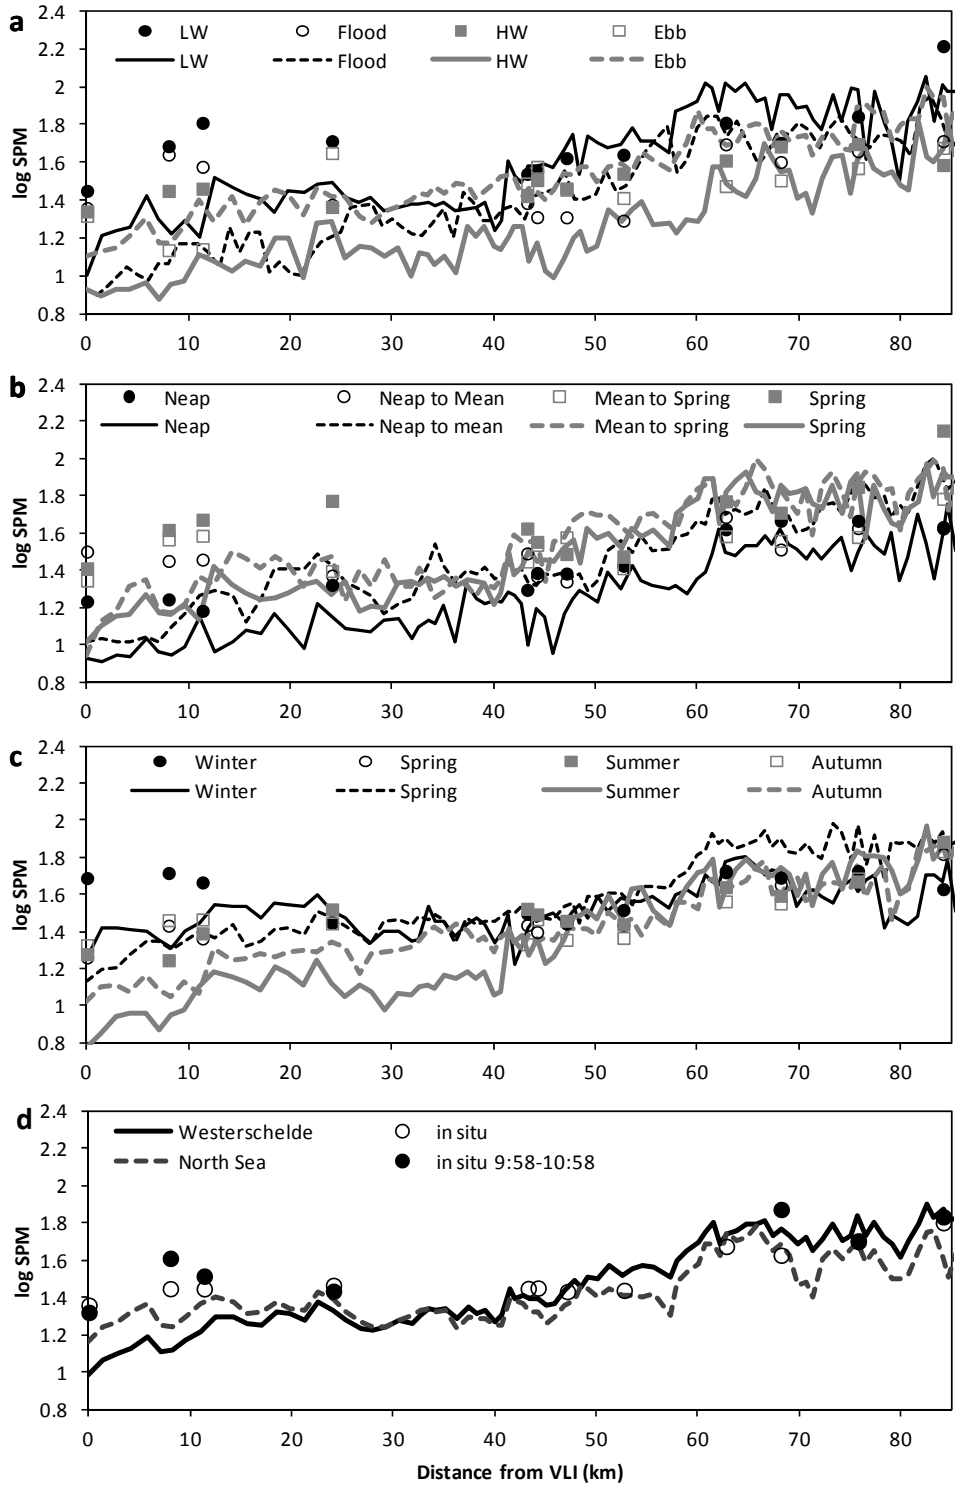 a
LW Flood HW Ebb
LW Flood HW Ebb
log SPM
2.4
2.2
2
1.8
1.6
1.4
1.2
1
0.8
0 10 20 30 40 50 60 70 80
b
Neap Neap to Mean Mean to Spring Spring
Neap Neap to mean Mean to spring Spring
log SPM
2.4
2.2
2
1.8
1.6
1.4
1.2
1
0.8
0 10 20 30 40 50 60 70 80
c
Winter Spring Summer Autumn
Winter Spring Summer Autumn
log SPM
2.4
2.2
2
1.8
1.6
1.4
1.2
1
0.8
0 10 20 30 40 50 60 70 80
d
Westerschelde in situ
North Sea in situ 9:58-10:58
log SPM
2.4
2.2
2
1.8
1.6
1.4
1.2
1
0.8
0 10 20 30 40 50 60 70 80
Distance from VLI (km)